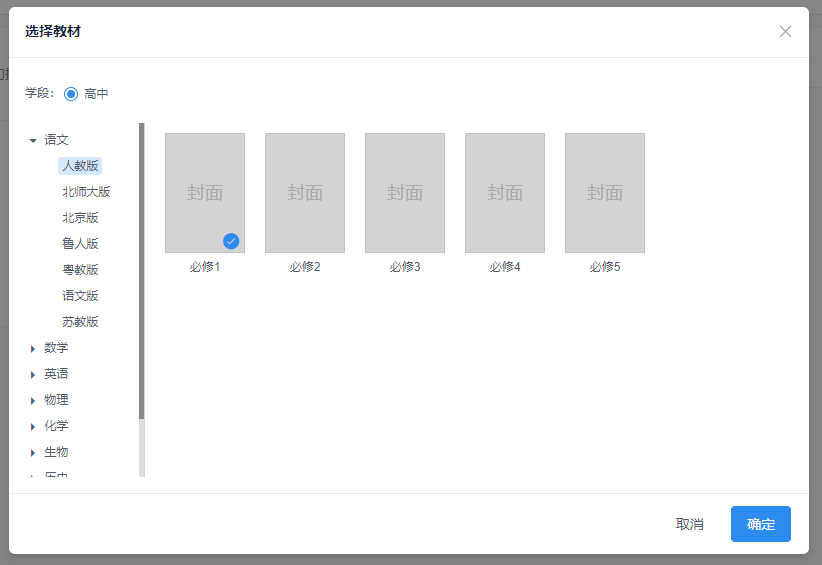 选择教材
学段： 高中
语文
人教版
北师大版
北京版
鲁人版
粤教版
语文版
苏教版
数学
英语
物理
化学
生物
封面 封面 封面 封面 封面
必修1 必修2 必修3 必修4 必修5
取消 确定